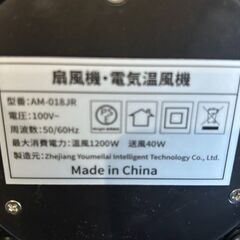 扇風機・電気温風機
型番：AM-018JR
電圧：100V~
周波数：50/60Hz
最大消費電力：温風1200W 送風40W
製造元：Zhejiang Youmeilai Intelligent Technology Co., Ltd.
Made in China